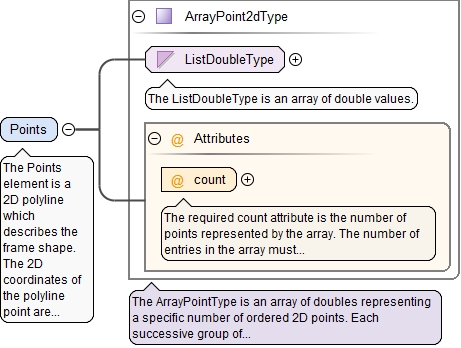 ArrayPoint2dType
ListDoubleType
The ListDoubleType is an array of double values.
Points
The Points
element is a
2D polyline
which
describes the
frame shape.
The 2D
coordinates of
the polyline
point are...
@ Attributes
@ count
The required count attribute is the number of
points represented by the array. The number of
entries in the array must...
The ArrayPointType is an array of doubles representing
a specific number of ordered 2D points. Each
successive group of...